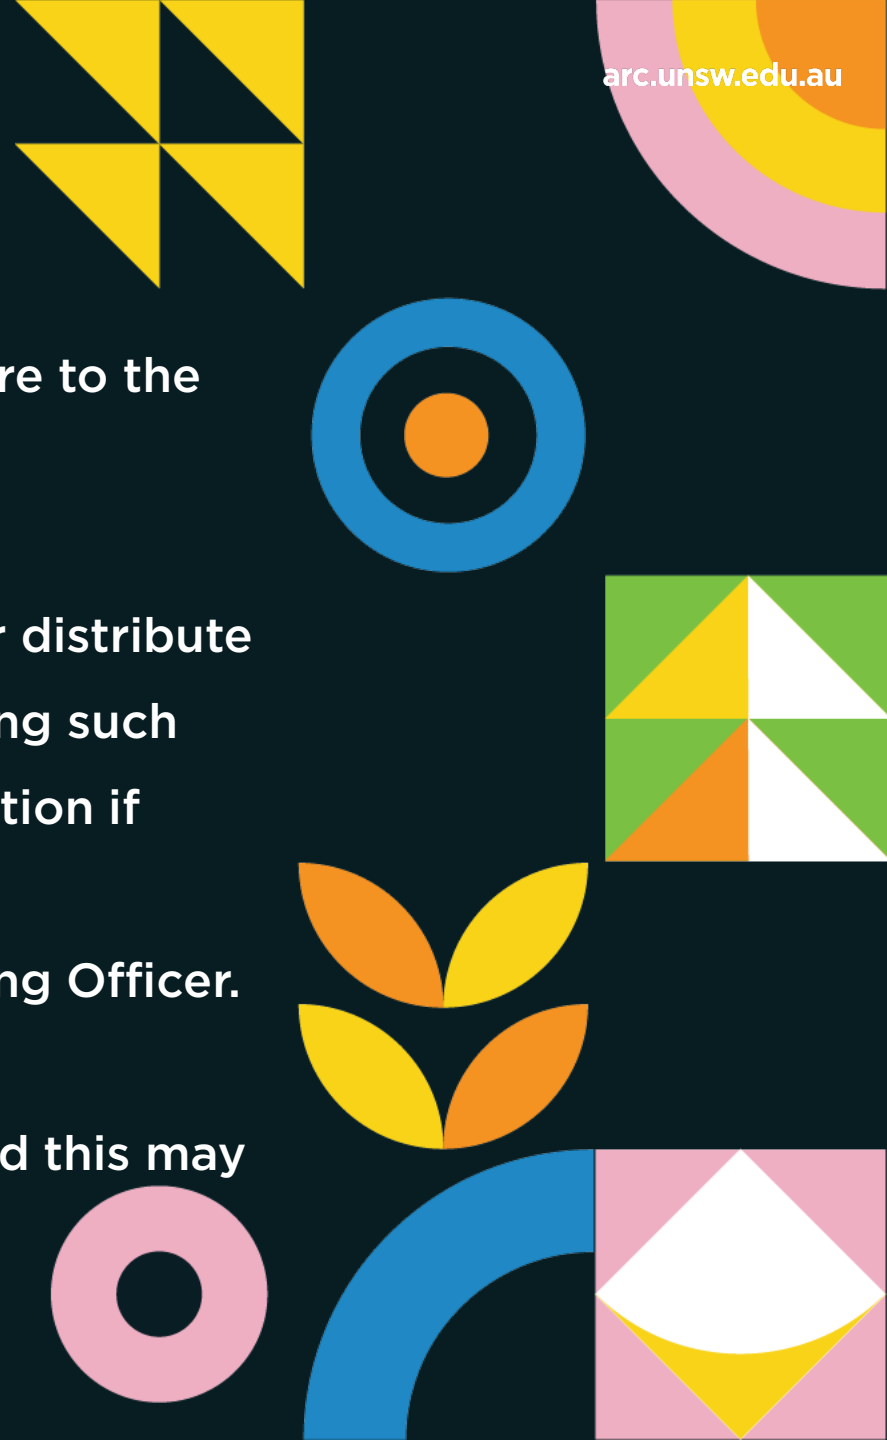 arc.unsw.edu.au
re to the
r distribute
ng such
tion if
ng Officer.
d this may